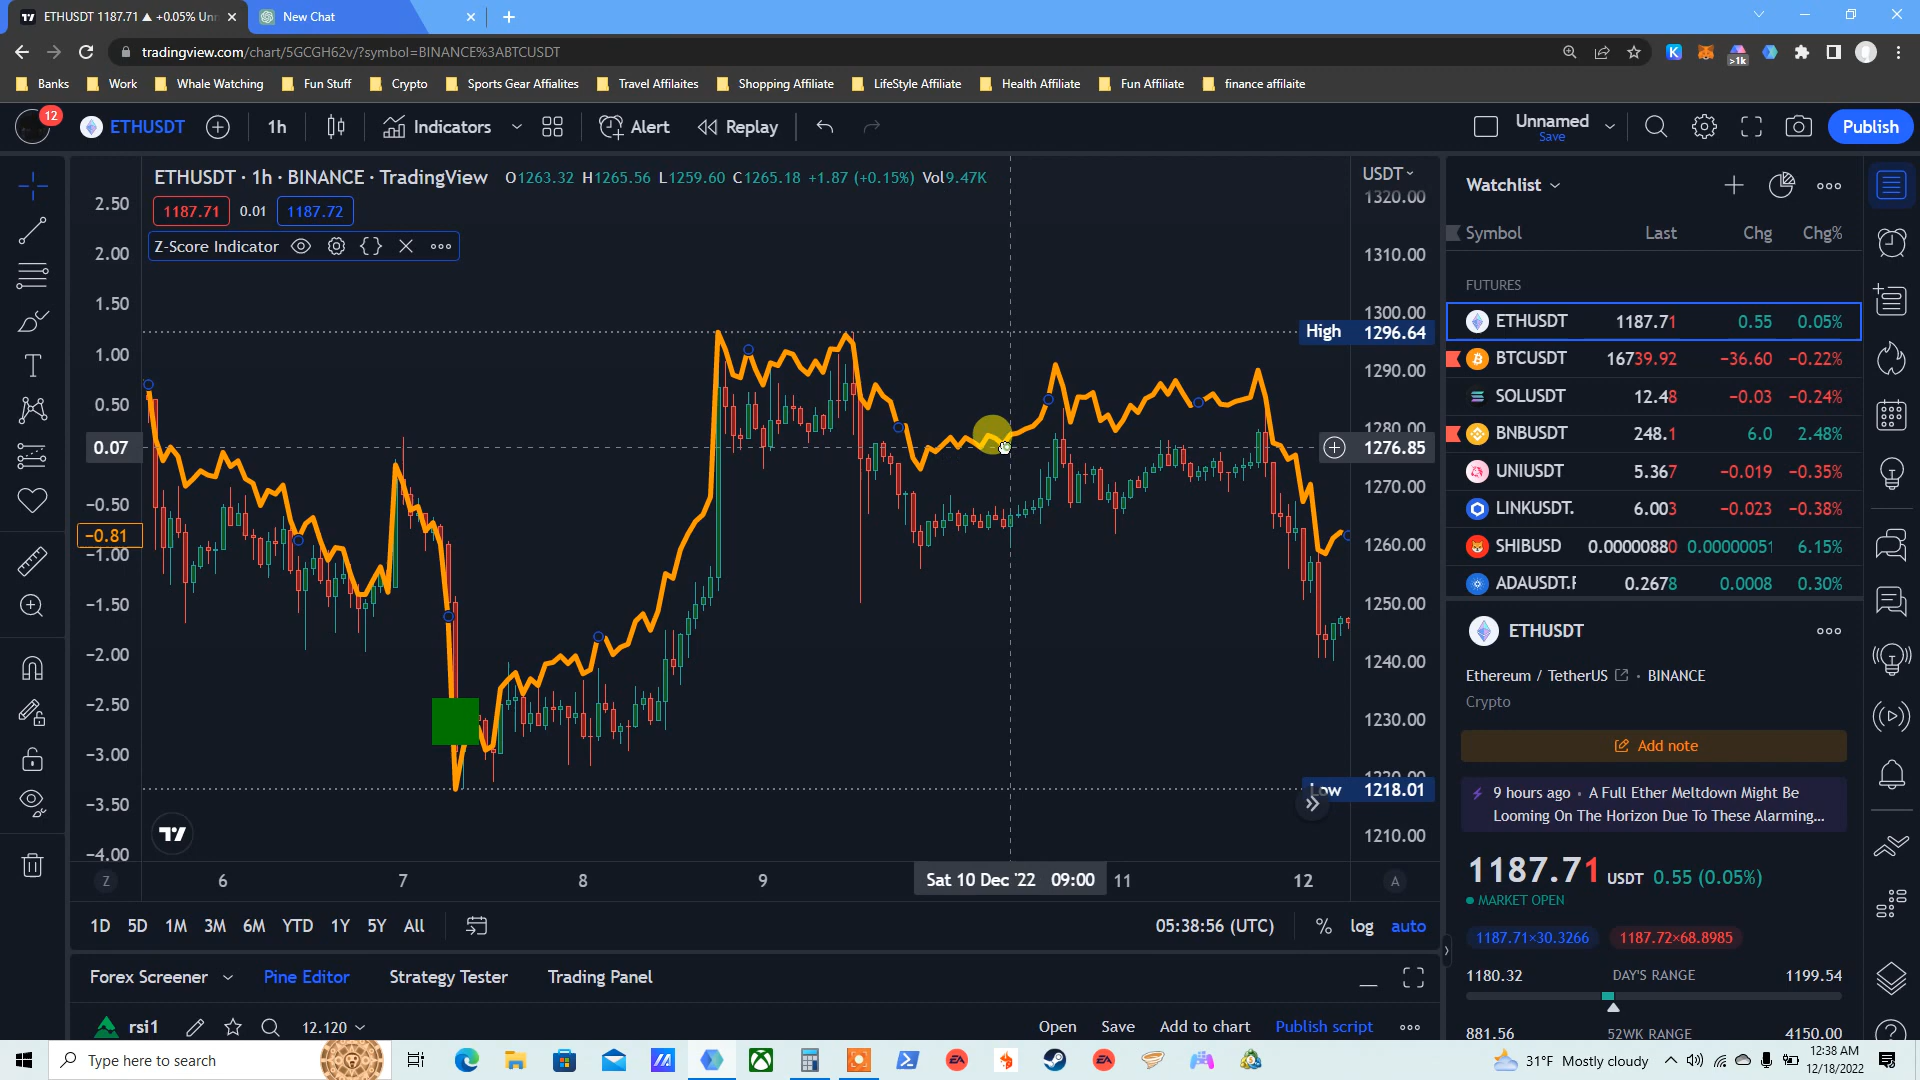 ETHUSDT 1187.71 ▲ +0.05% Un
New Chat
tradingview.com/chart/5GCGH62v/?symbol=BINANCE%3ABTCUSDT
>1k
Banks Work Whale Watching Fun Stuff Crypto Sports Gear Affialites Travel Affilaites Shopping Affiliate LifeStyle Affiliate Health Affiliate Fun Affiliate finance affilaite
12
ETHUSDT 1h Indicators Alert Replay Unnamed Save Publish
ETHUSDT · 1h · BINANCE · TradingView O1263.32 H1265.56 L1259.60 C1265.18 +1.87 (+0.15%) Vol9.47K
1187.71 0.01 1187.72
Z-Score Indicator
2.50
2.00
1.50
1.00
0.50
0.07
−0.50
−0.81
−1.00
−1.50
−2.00
−2.50
−3.00
−3.50
−4.00
Z
USDT
1320.00
1310.00
1300.00
High 1296.64
1290.00
1280.00
1276.85
1270.00
1260.00
1250.00
1240.00
1230.00
1220.00
Low 1218.01
1210.00
A
6 7 8 9 Sat 10 Dec '22 09:00 11 12
1D 5D 1M 3M 6M YTD 1Y 5Y All 05:38:56 (UTC) % log auto
Forex Screener Pine Editor Strategy Tester Trading Panel
rsi1 12.120 Open Save Add to chart Publish script
Watchlist
Symbol Last Chg Chg%
FUTURES
ETHUSDT 1187.71 0.55 0.05%
BTCUSDT 16739.92 −36.60 −0.22%
SOLUSDT 12.48 −0.03 −0.24%
BNBUSDT 248.1 6.0 2.48%
UNIUSDT 5.367 −0.019 −0.35%
LINKUSDT. 6.003 −0.023 −0.38%
SHIBUSD 0.00000880 0.00000051 6.15%
ADAUSDT.F 0.2678 0.0008 0.30%
ETHUSDT
Ethereum / TetherUS · BINANCE
Crypto
Add note
9 hours ago • A Full Ether Meltdown Might Be
Looming On The Horizon Due To These Alarming...
1187.71 USDT 0.55 (0.05%)
MARKET OPEN
1187.71×30.3266 1187.72×68.8985
1180.32 DAY'S RANGE 1199.54
881.56 52WK RANGE 4150.00
Type here to search
31°F Mostly cloudy
12:38 AM
12/18/2022